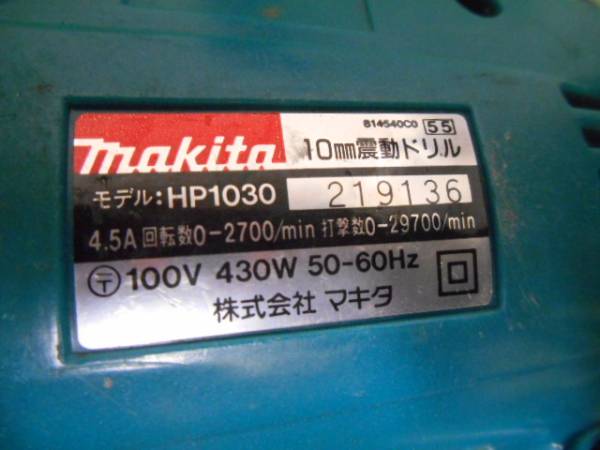 814540C0 55
makita 10mm震動ドリル
モデル:HP1030 219136
4.5A 回転数0-2700/min 打撃数0-29700/min
〒 100V 430W 50-60Hz
株式会社 マキタ